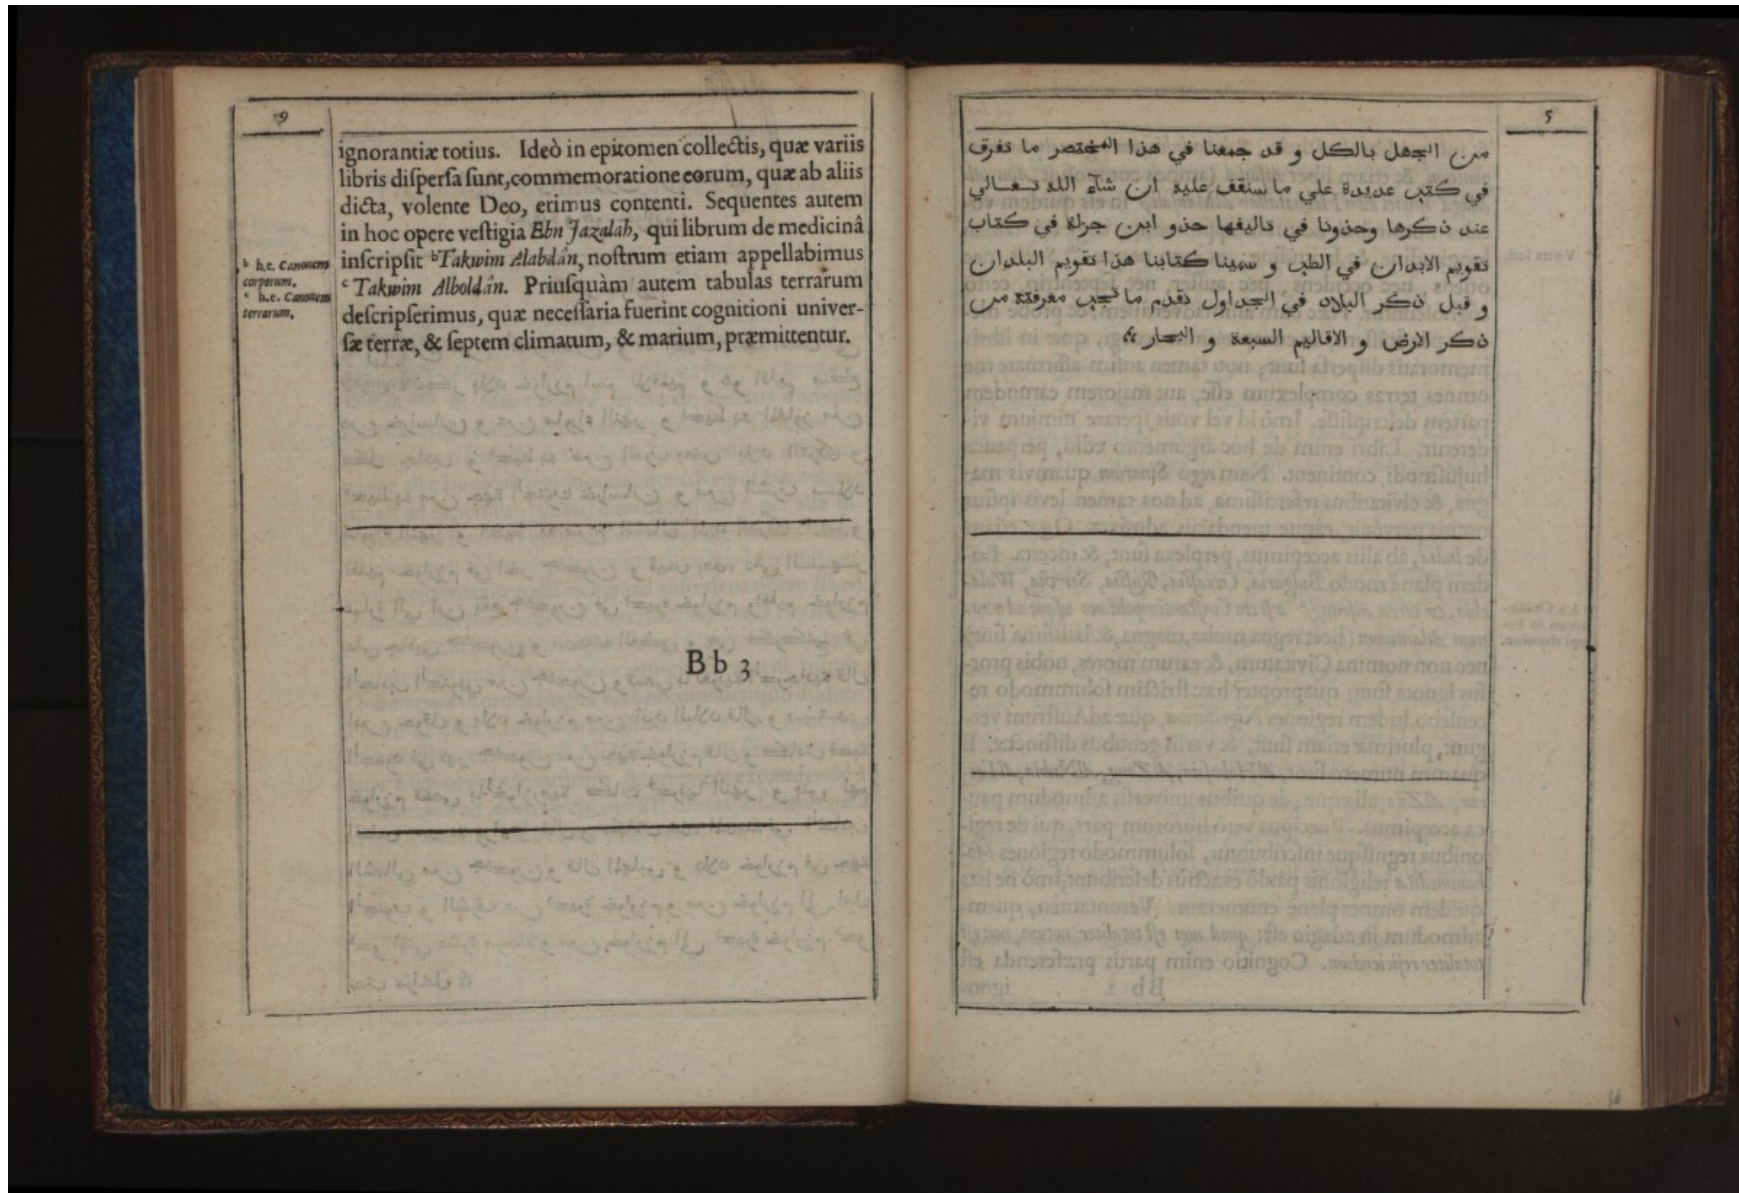 9
ignorantiæ totius. Ideò in epitomen collectis, quæ variis
libris dispersa sunt, commemoratione eorum, quæ ab aliis
dicta, volente Deo, erimus contenti. Sequentes autem
in hoc opere vestigia Ebn Jazalah, qui librum de medicinâ
inscripsit ᵇTakwim Alabdân, nostrum etiam appellabimus
ᶜ Takwim Alboldân. Priusquàm autem tabulas terrarum
descripserimus, quæ necessaria fuerint cognitioni univer-
sæ terræ, & septem climatum, & marium, præmittentur.
ᵇ h.e. Canonem
corporum.
ᶜ h.e. Canonem
terrarum.
Bb 3
5
من الجهل بالكل و قد جمعنا في هذا المختصر ما تفرق
في كتب عديدة علي ما ستقف عليه ان شآء الله تعالي
عند ذكرها وحذونا في تاليفها حذو ابن جزلة في كتاب
تقويم الابدان في الطب و سمينا كتابنا هذا تقويم البلدان
و قبل ذكر البلاد في الجداول نقدم ما تجب معرفته من
ذكر الارض و الاقاليم السبعة و البحار